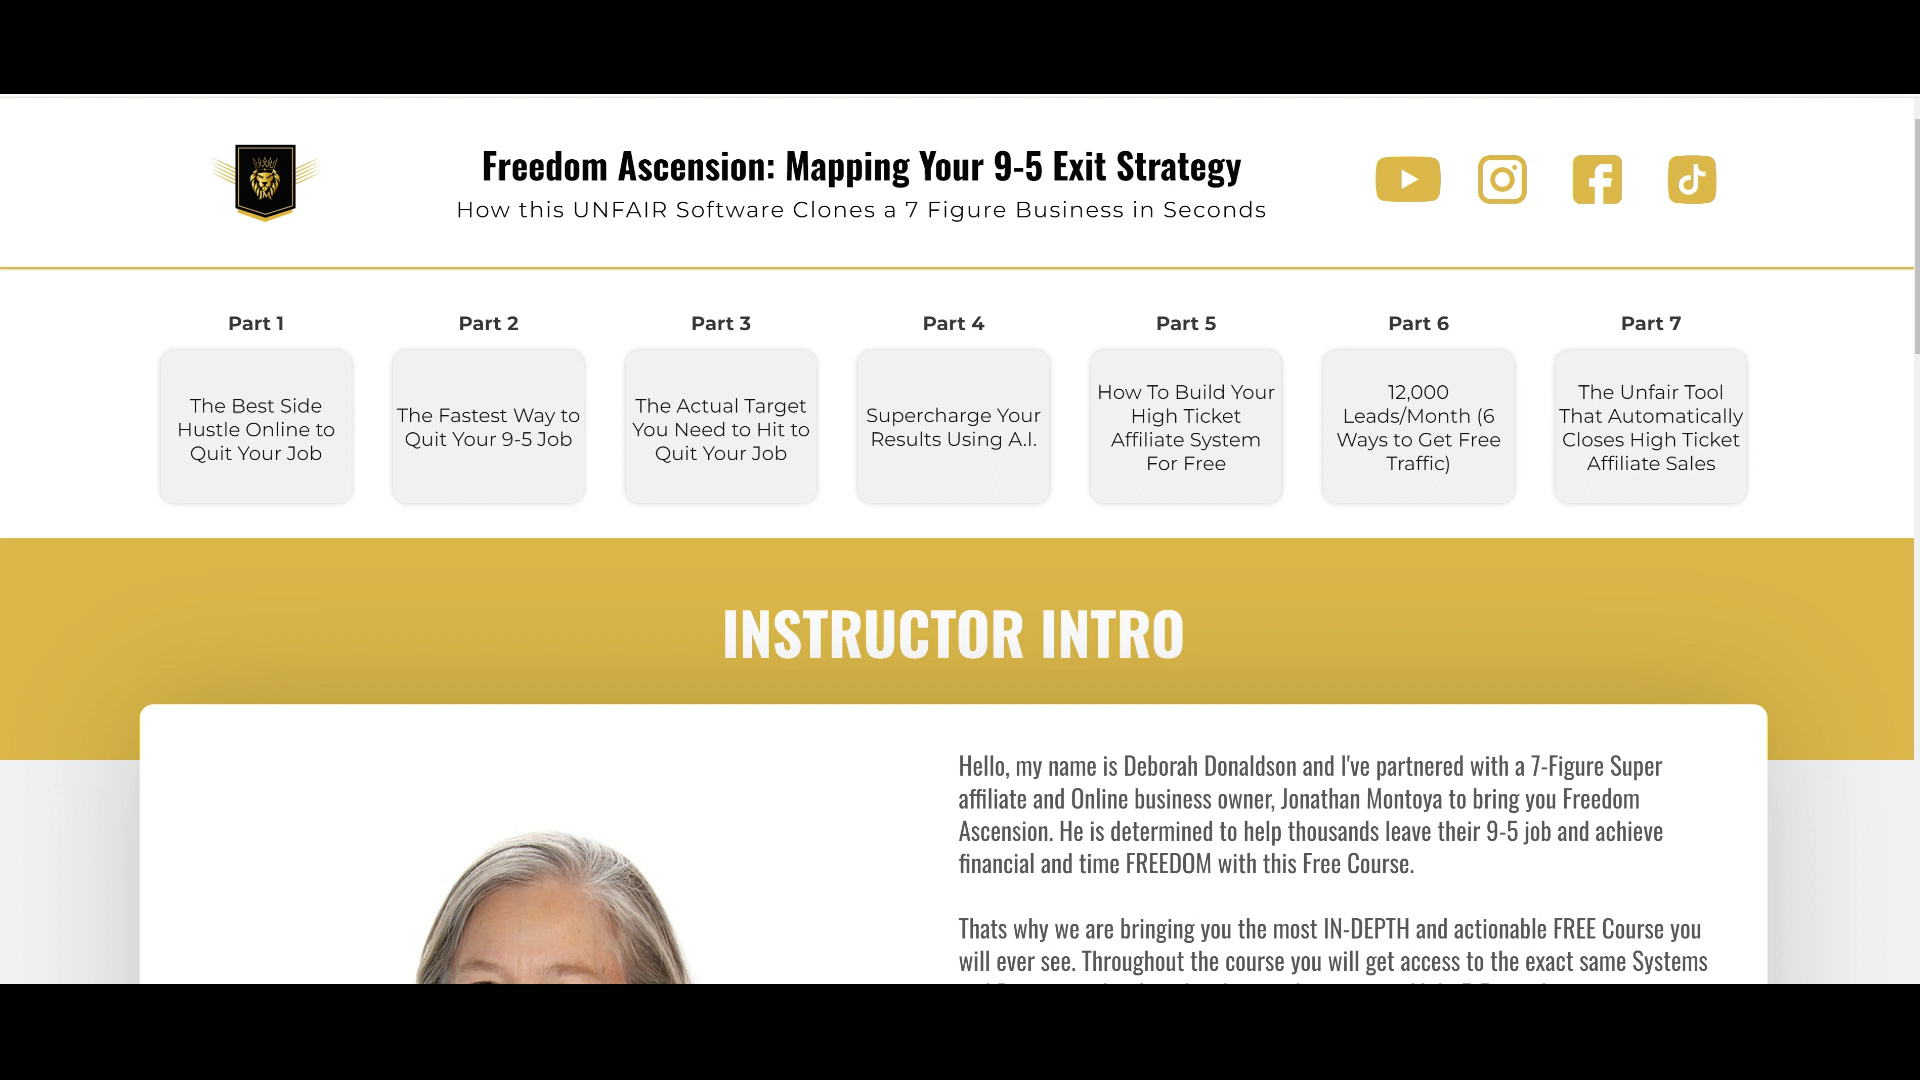 Freedom Ascension: Mapping Your 9-5 Exit Strategy
How this UNFAIR Software Clones a 7 Figure Business in Seconds
Part 1
The Best Side
Hustle Online to
Quit Your Job
Part 2
The Fastest Way to
Quit Your 9-5 Job
Part 3
The Actual Target
You Need to Hit to
Quit Your Job
Part 4
Supercharge Your
Results Using A.I.
Part 5
How To Build Your
High Ticket
Affiliate System
For Free
Part 6
12,000
Leads/Month (6
Ways to Get Free
Traffic)
Part 7
The Unfair Tool
That Automatically
Closes High Ticket
Affiliate Sales
INSTRUCTOR INTRO
Hello, my name is Deborah Donaldson and I've partnered with a 7-Figure Super
affiliate and Online business owner, Jonathan Montoya to bring you Freedom
Ascension. He is determined to help thousands leave their 9-5 job and achieve
financial and time FREEDOM with this Free Course.
Thats why we are bringing you the most IN-DEPTH and actionable FREE Course you
will ever see. Throughout the course you will get access to the exact same Systems